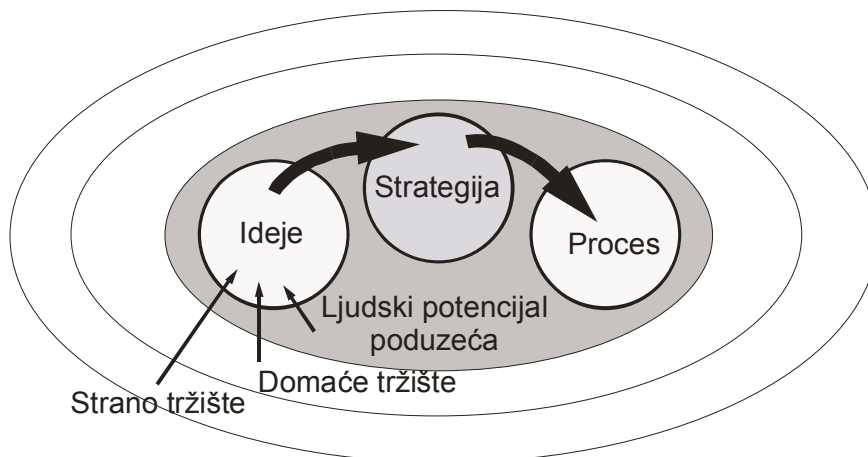 Strategija
Ideje
Proces
Ljudski potencijal
poduzeća
Domaće tržište
Strano tržište